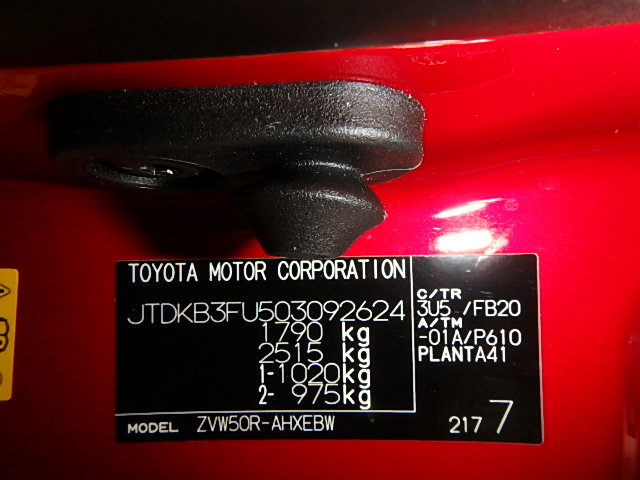 TOYOTA MOTOR CORPORATION
JTDKB3FU503092624
1790 kg
2515 kg
1-1020kg
2- 975kg
MODEL ZVW50R-AHXEBW
C/TR
3U5 /FB20
A/TM
-01A/P610
PLANTA41
217 7